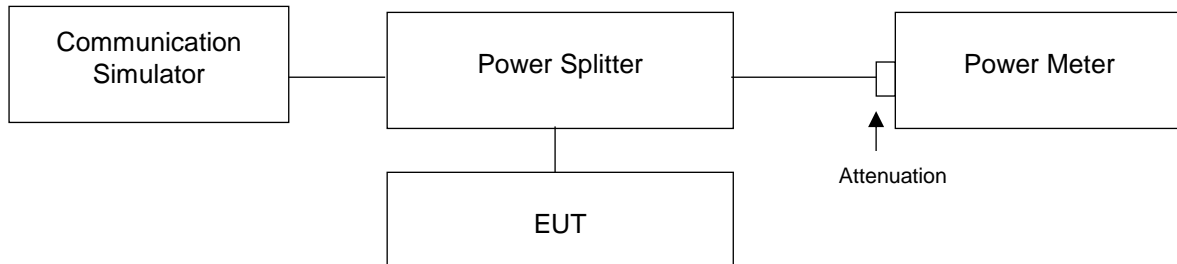 Communication
Simulator
Power Splitter
Power Meter
Attenuation
EUT